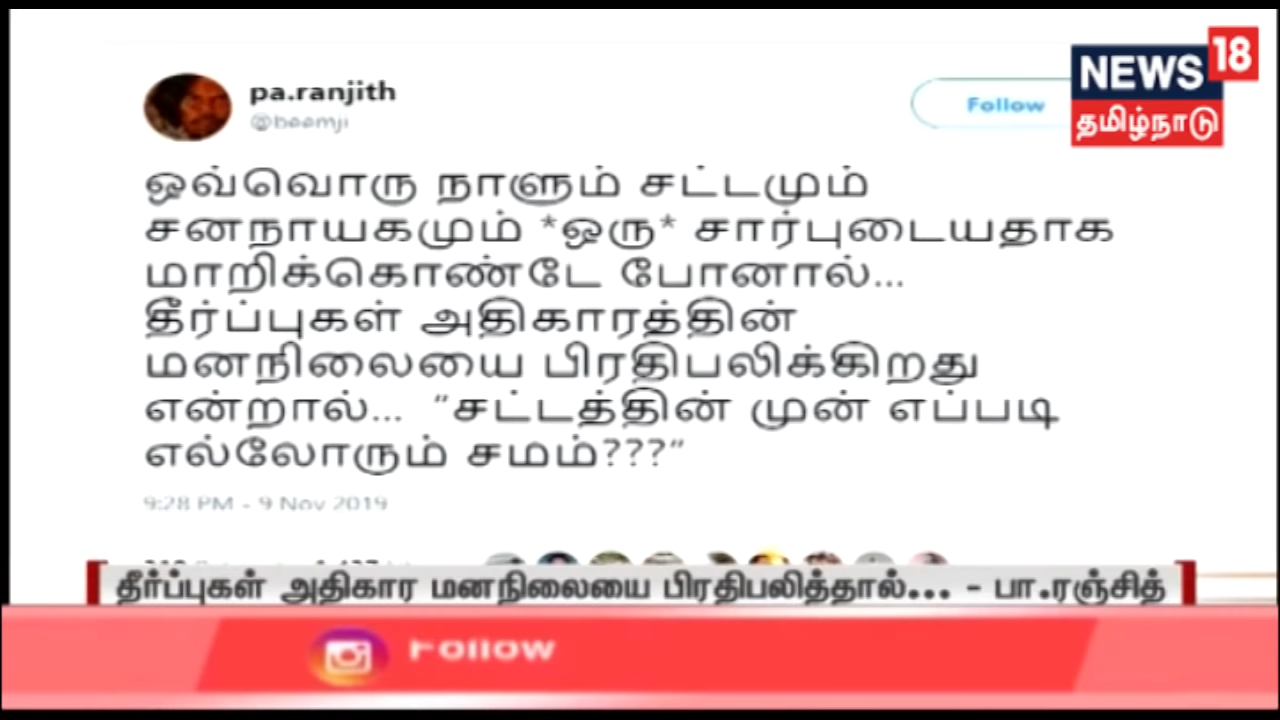 NEWS 18
தமிழ்நாடு
pa.ranjith
@beemji
Follow
ஒவ்வொரு நாளும் சட்டமும்
சனநாயகமும் *ஒரு* சார்புடையதாக
மாறிக்கொண்டே போனால்...
தீர்ப்புகள் அதிகாரத்தின்
மனநிலையை பிரதிபலிக்கிறது
என்றால்... "சட்டத்தின் முன் எப்படி
எல்லோரும் சமம்???"
9:28 PM - 9 Nov 2019
தீர்ப்புகள் அதிகார மனநிலையை பிரதிபலித்தால்... - பா.ரஞ்சித்
Follow